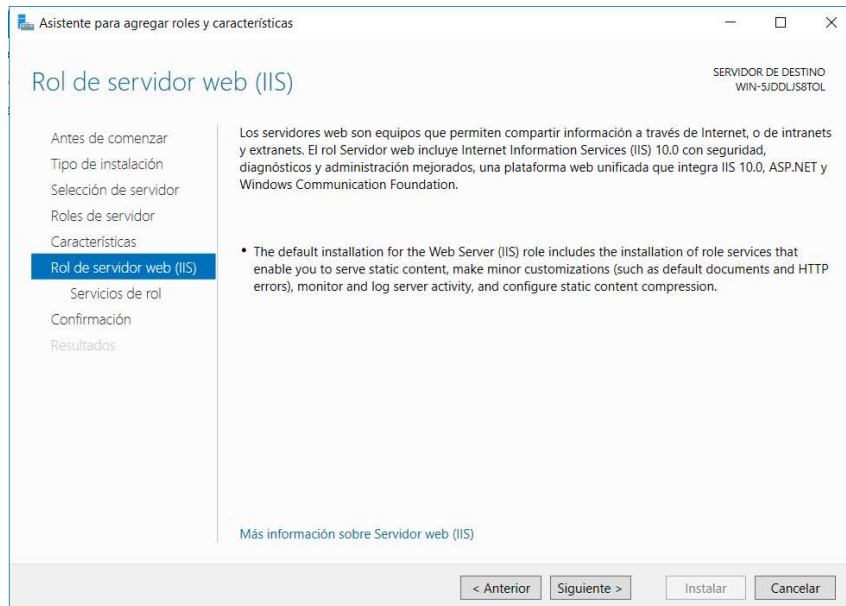 Asistente para agregar roles y características
Rol de servidor web (IIS)
SERVIDOR DE DESTINO
WIN-5JDDLJS8TOL
Antes de comenzar
Tipo de instalación
Selección de servidor
Roles de servidor
Características
Rol de servidor web (IIS)
Servicios de rol
Confirmación
Resultados
Los servidores web son equipos que permiten compartir información a través de Internet, o de intranets
y extranets. El rol Servidor web incluye Internet Information Services (IIS) 10.0 con seguridad,
diagnósticos y administración mejorados, una plataforma web unificada que integra IIS 10.0, ASP.NET y
Windows Communication Foundation.
• The default installation for the Web Server (IIS) role includes the installation of role services that
enable you to serve static content, make minor customizations (such as default documents and HTTP
errors), monitor and log server activity, and configure static content compression.
Más información sobre Servidor web (IIS)
< Anterior
Siguiente >
Instalar
Cancelar